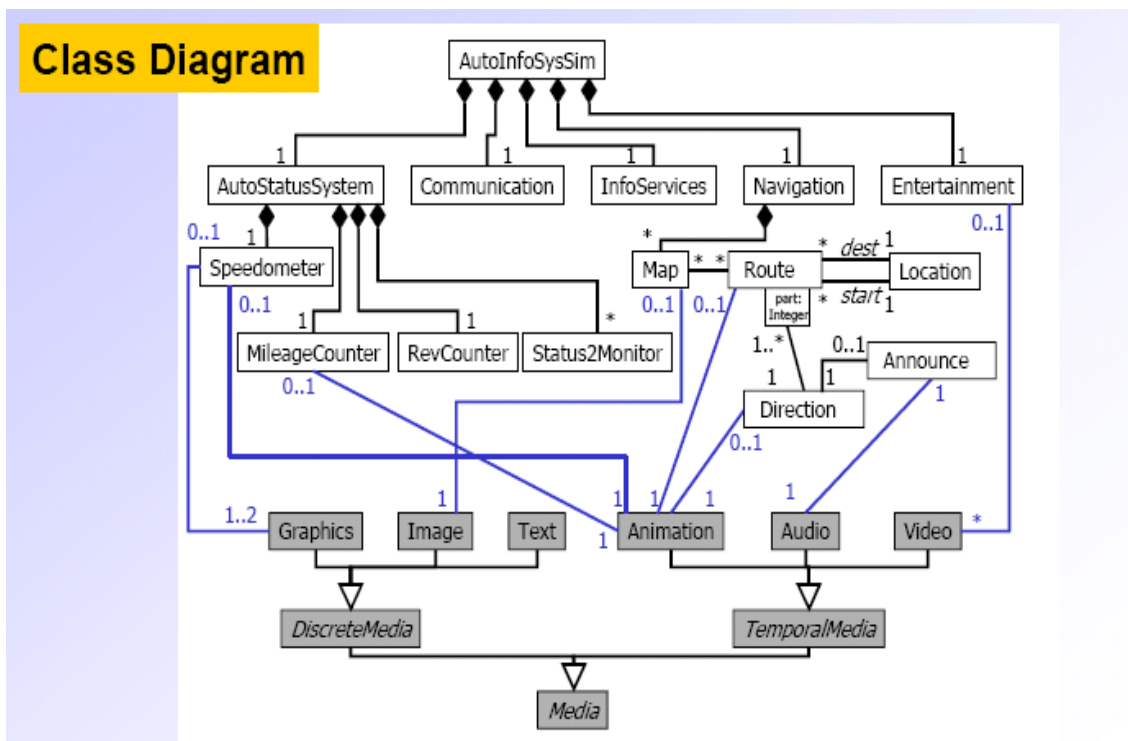 Class Diagram
AutoInfoSysSim
1 1 1 1 1
AutoStatusSystem Communication InfoServices Navigation Entertainment
0..1 1 * * dest 1 0..1
Speedometer Map * * Route Location
0..1 0..1 0..1 part: Integer * start 1
1 1 * 1..* 0..1
MileageCounter RevCounter Status2Monitor Announce
0..1 1 1 1
Direction
0..1
1..2 1 1 1 1 1 *
Graphics Image Text Animation Audio Video
1
DiscreteMedia TemporalMedia
Media